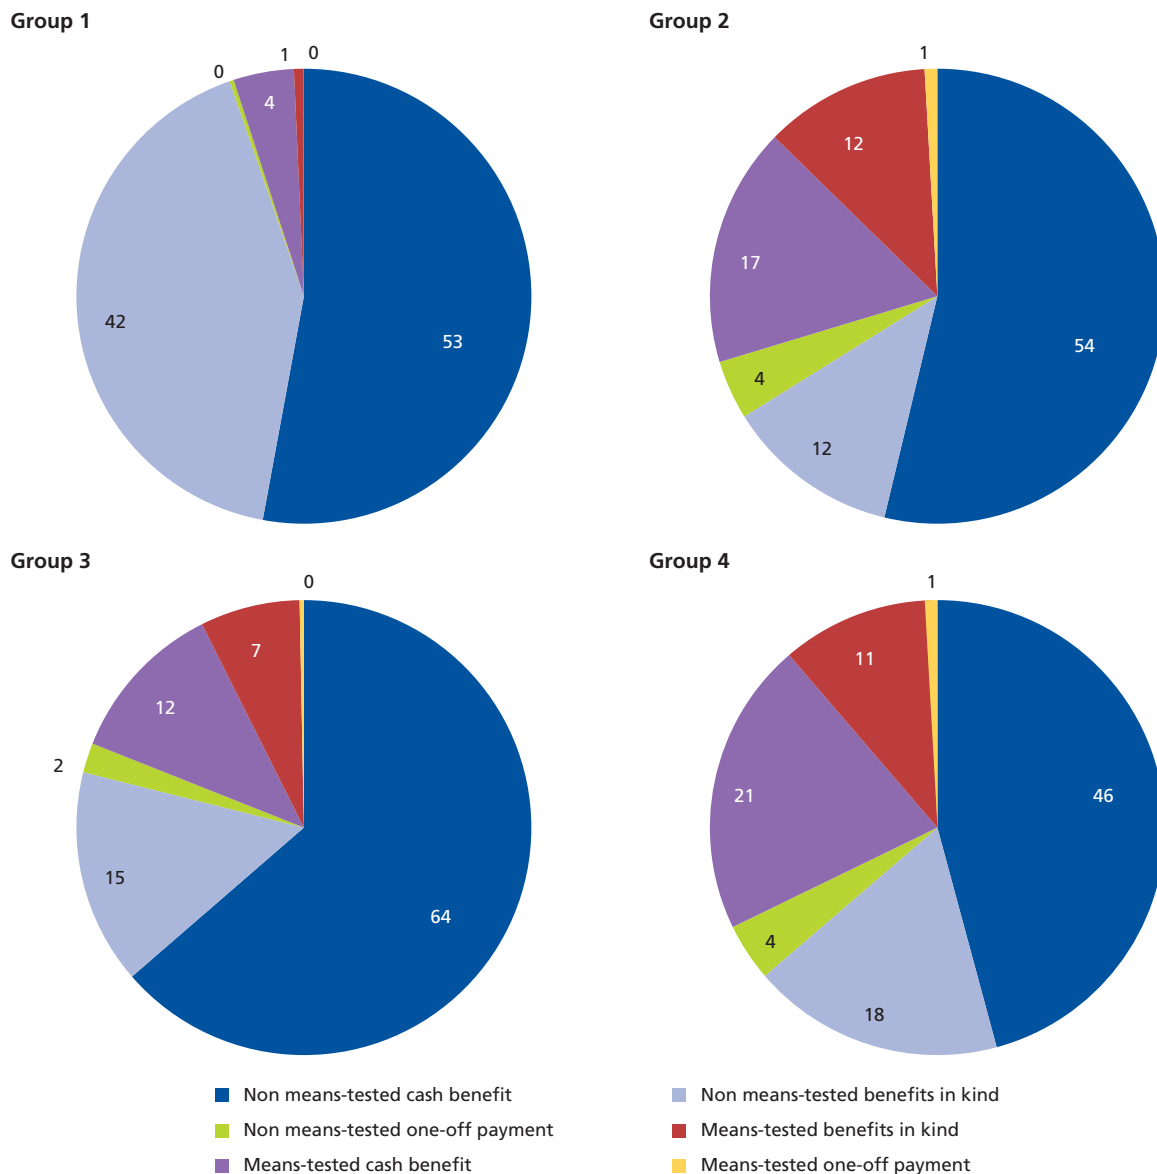 Group 1
0
1
0
4
42
53
Group 2
1
12
17
4
12
54
Group 3
0
7
12
2
15
64
Group 4
1
11
21
4
18
46
Non means-tested cash benefit
Non means-tested benefits in kind
Non means-tested one-off payment
Means-tested benefits in kind
Means-tested cash benefit
Means-tested one-off payment